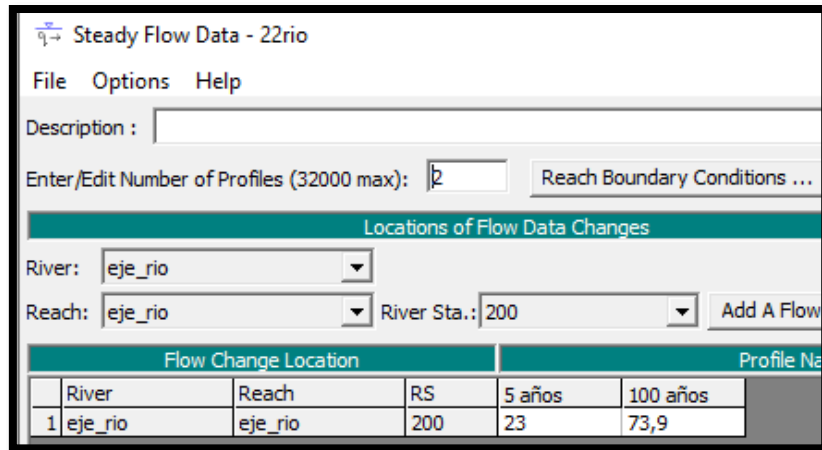 Steady Flow Data - 22rio
File Options Help
Description :
Enter/Edit Number of Profiles (32000 max): 2 Reach Boundary Conditions ...
Locations of Flow Data Changes
River: eje_rio
Reach: eje_rio River Sta.: 200 Add A Flow
Flow Change Location Profile Na
River Reach RS 5 años 100 años
1 eje_rio eje_rio 200 23 73,9